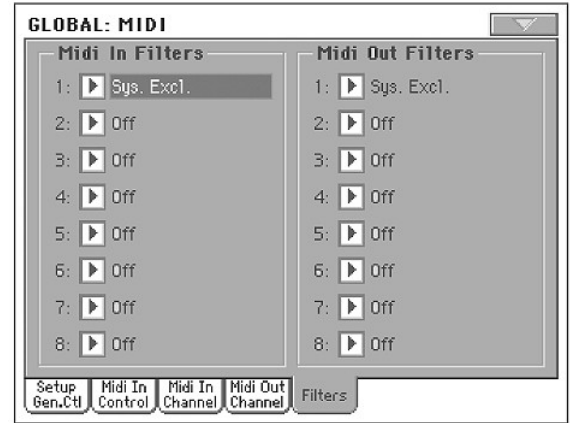 GLOBAL: MIDI
Midi In Filters
1: Sys. Excl.
2: Off
3: Off
4: Off
5: Off
6: Off
7: Off
8: Off
Midi Out Filters
1: Sys. Excl.
2: Off
3: Off
4: Off
5: Off
6: Off
7: Off
8: Off
Setup
Gen.Ctl
Midi In
Control
Midi In
Channel
Midi Out
Channel
Filters